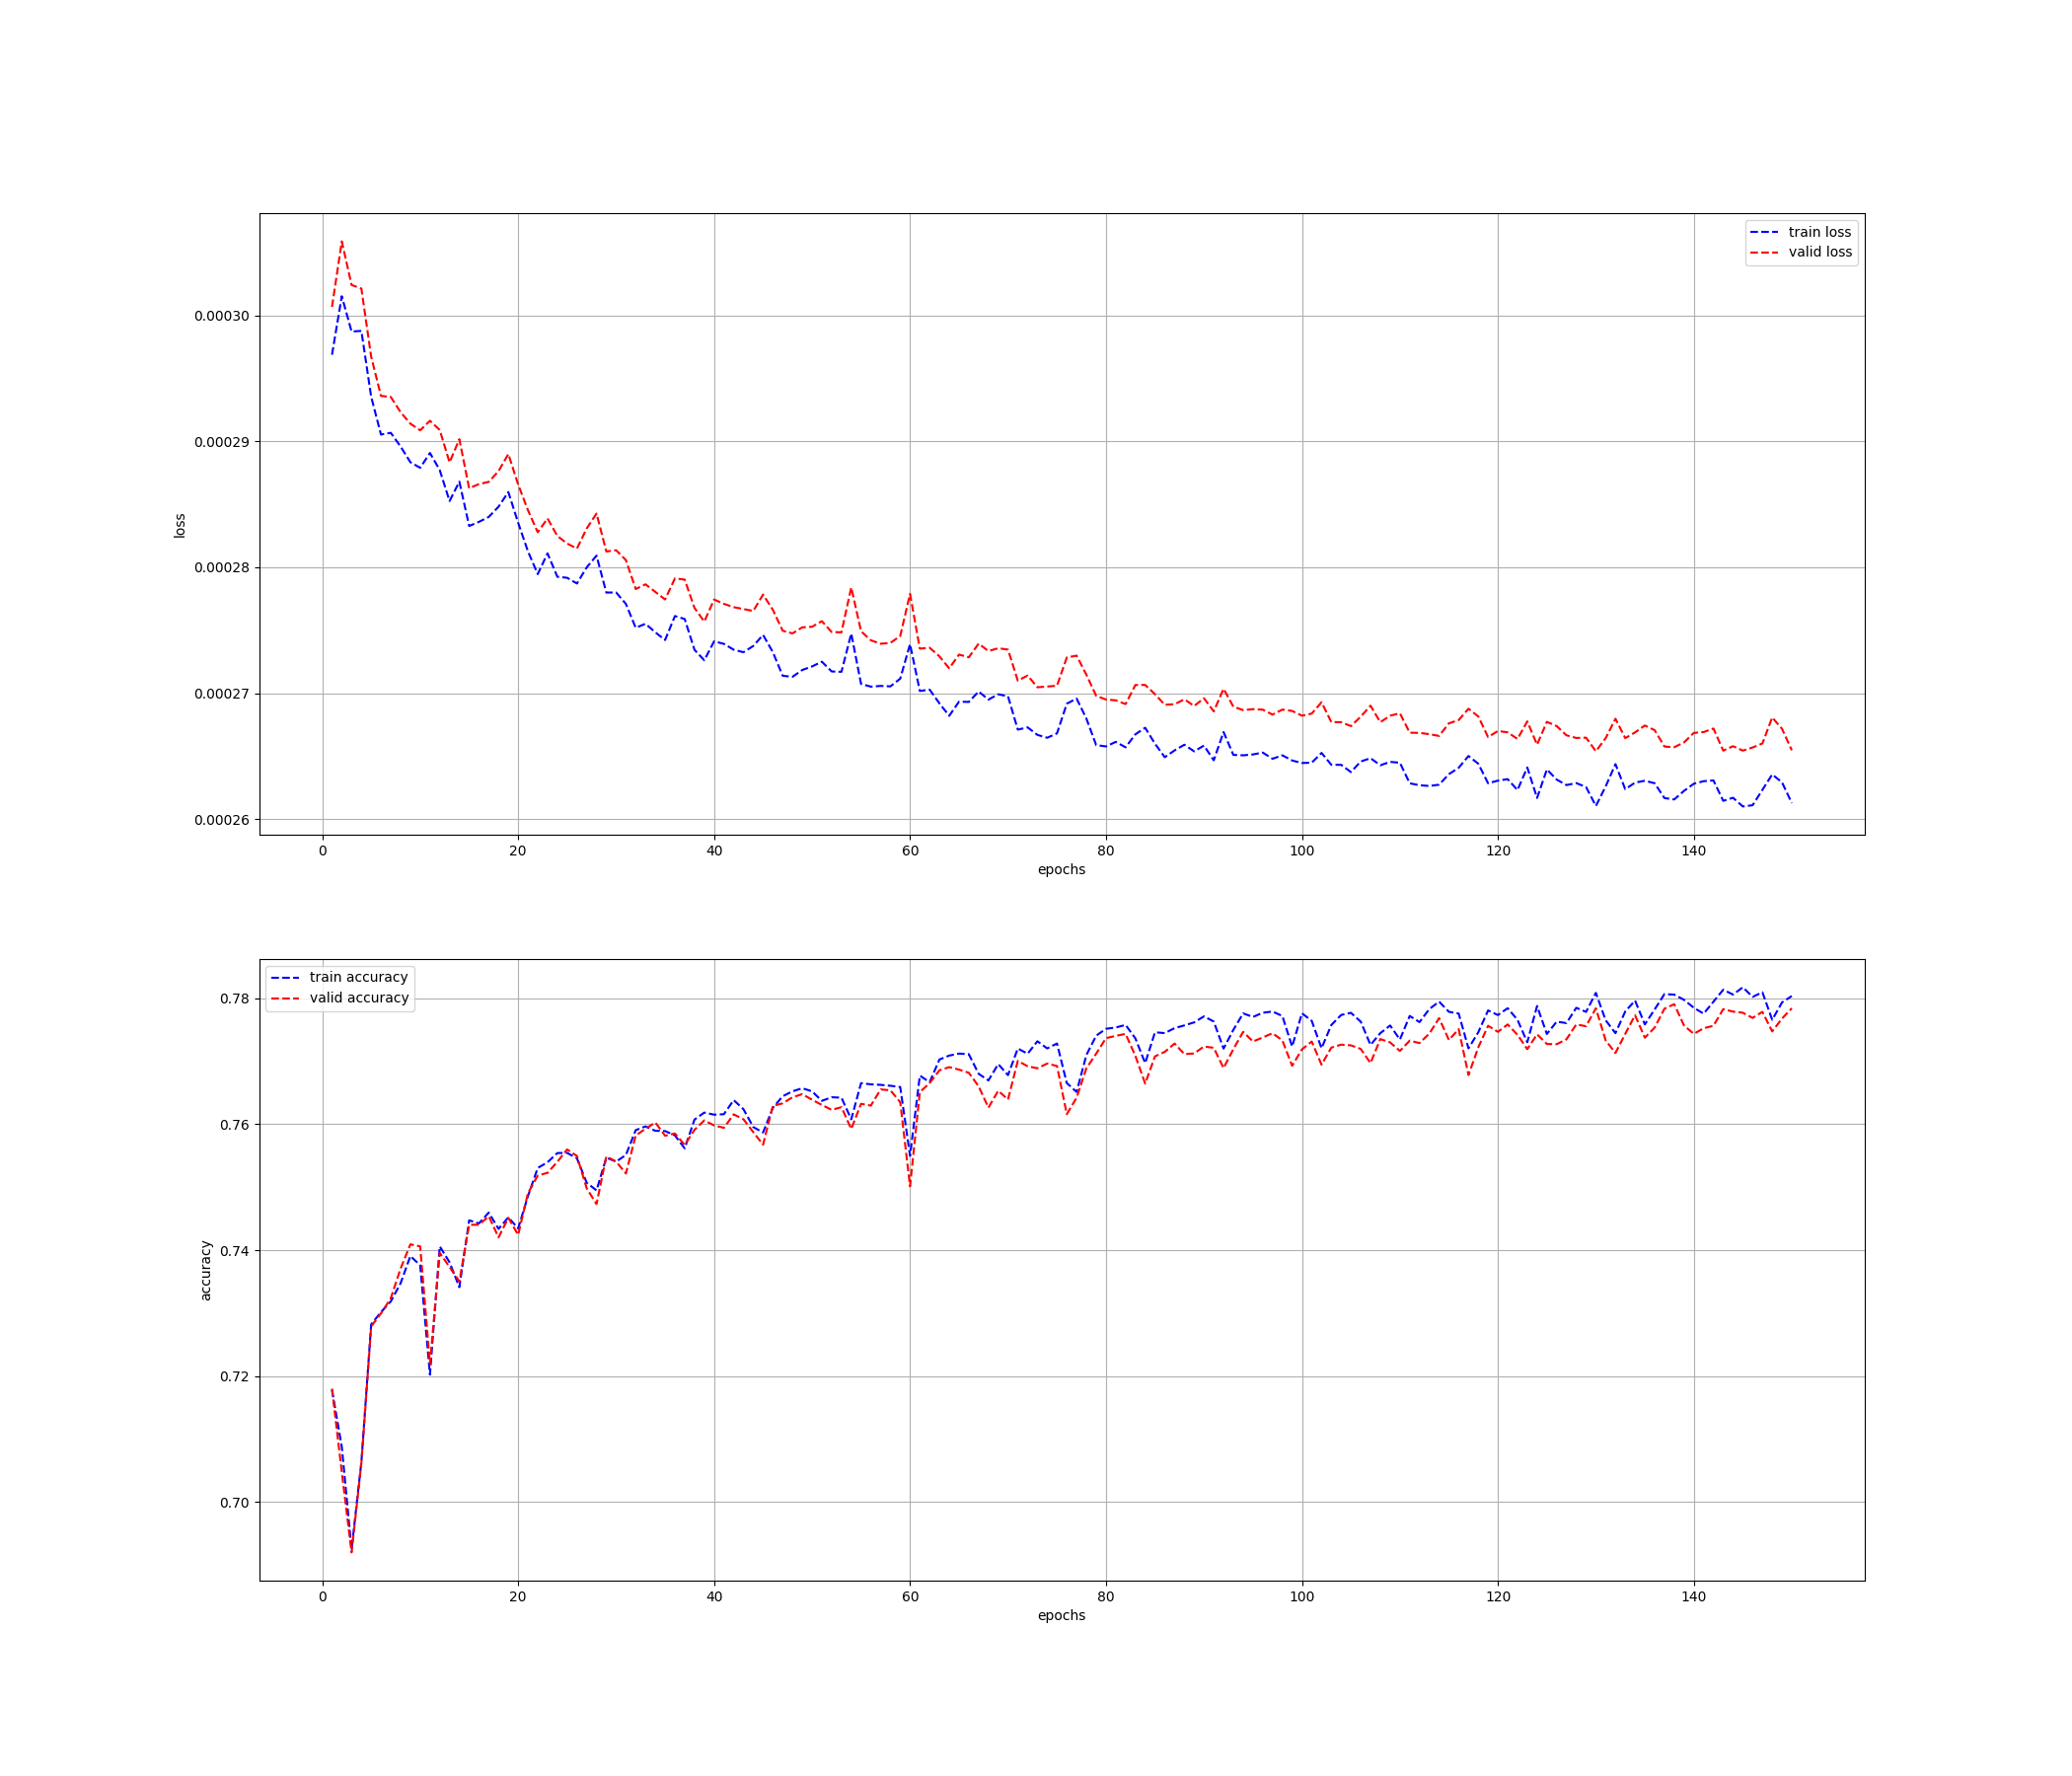 train loss
valid loss
0.00030
0.00029
0.00028
0.00027
0.00026
loss
0 20 40 60 80 100 120 140
epochs
train accuracy
valid accuracy
0.78
0.76
0.74
0.72
0.70
accuracy
0 20 40 60 80 100 120 140
epochs